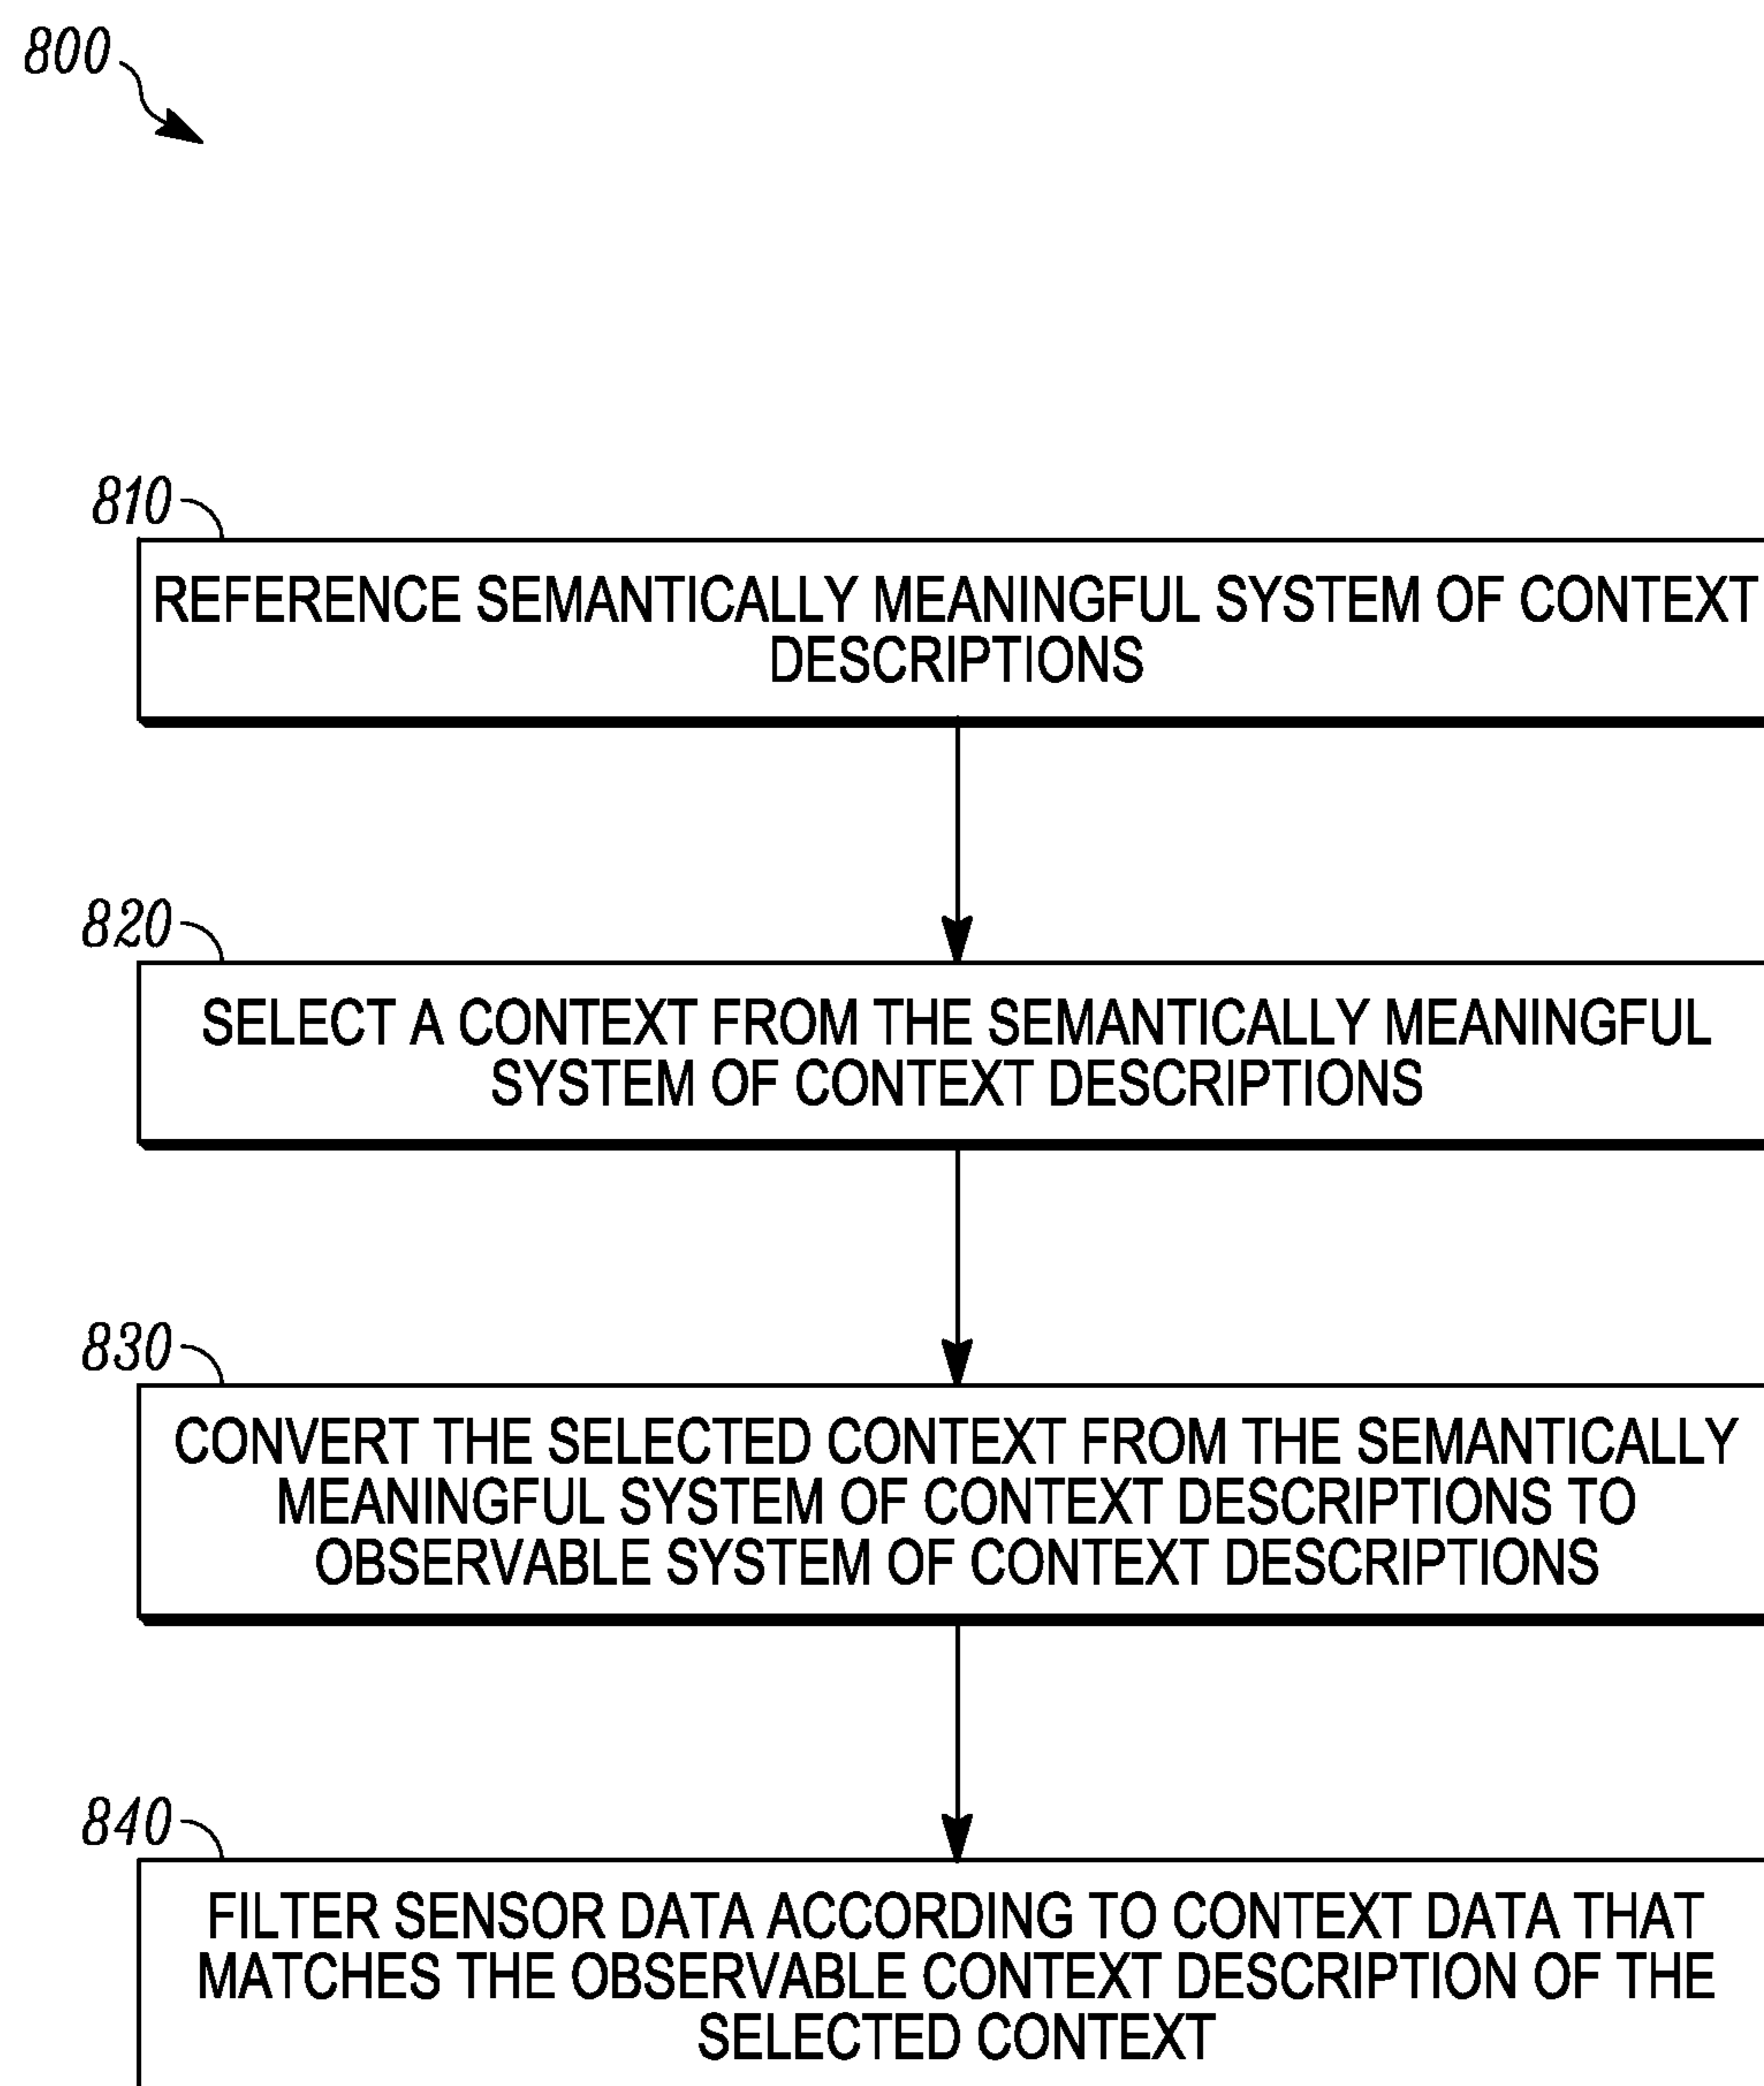 800
810
REFERENCE SEMANTICALLY MEANINGFUL SYSTEM OF CONTEXT
DESCRIPTIONS
820
SELECT A CONTEXT FROM THE SEMANTICALLY MEANINGFUL
SYSTEM OF CONTEXT DESCRIPTIONS
830
CONVERT THE SELECTED CONTEXT FROM THE SEMANTICALLY
MEANINGFUL SYSTEM OF CONTEXT DESCRIPTIONS TO
OBSERVABLE SYSTEM OF CONTEXT DESCRIPTIONS
840
FILTER SENSOR DATA ACCORDING TO CONTEXT DATA THAT
MATCHES THE OBSERVABLE CONTEXT DESCRIPTION OF THE
SELECTED CONTEXT